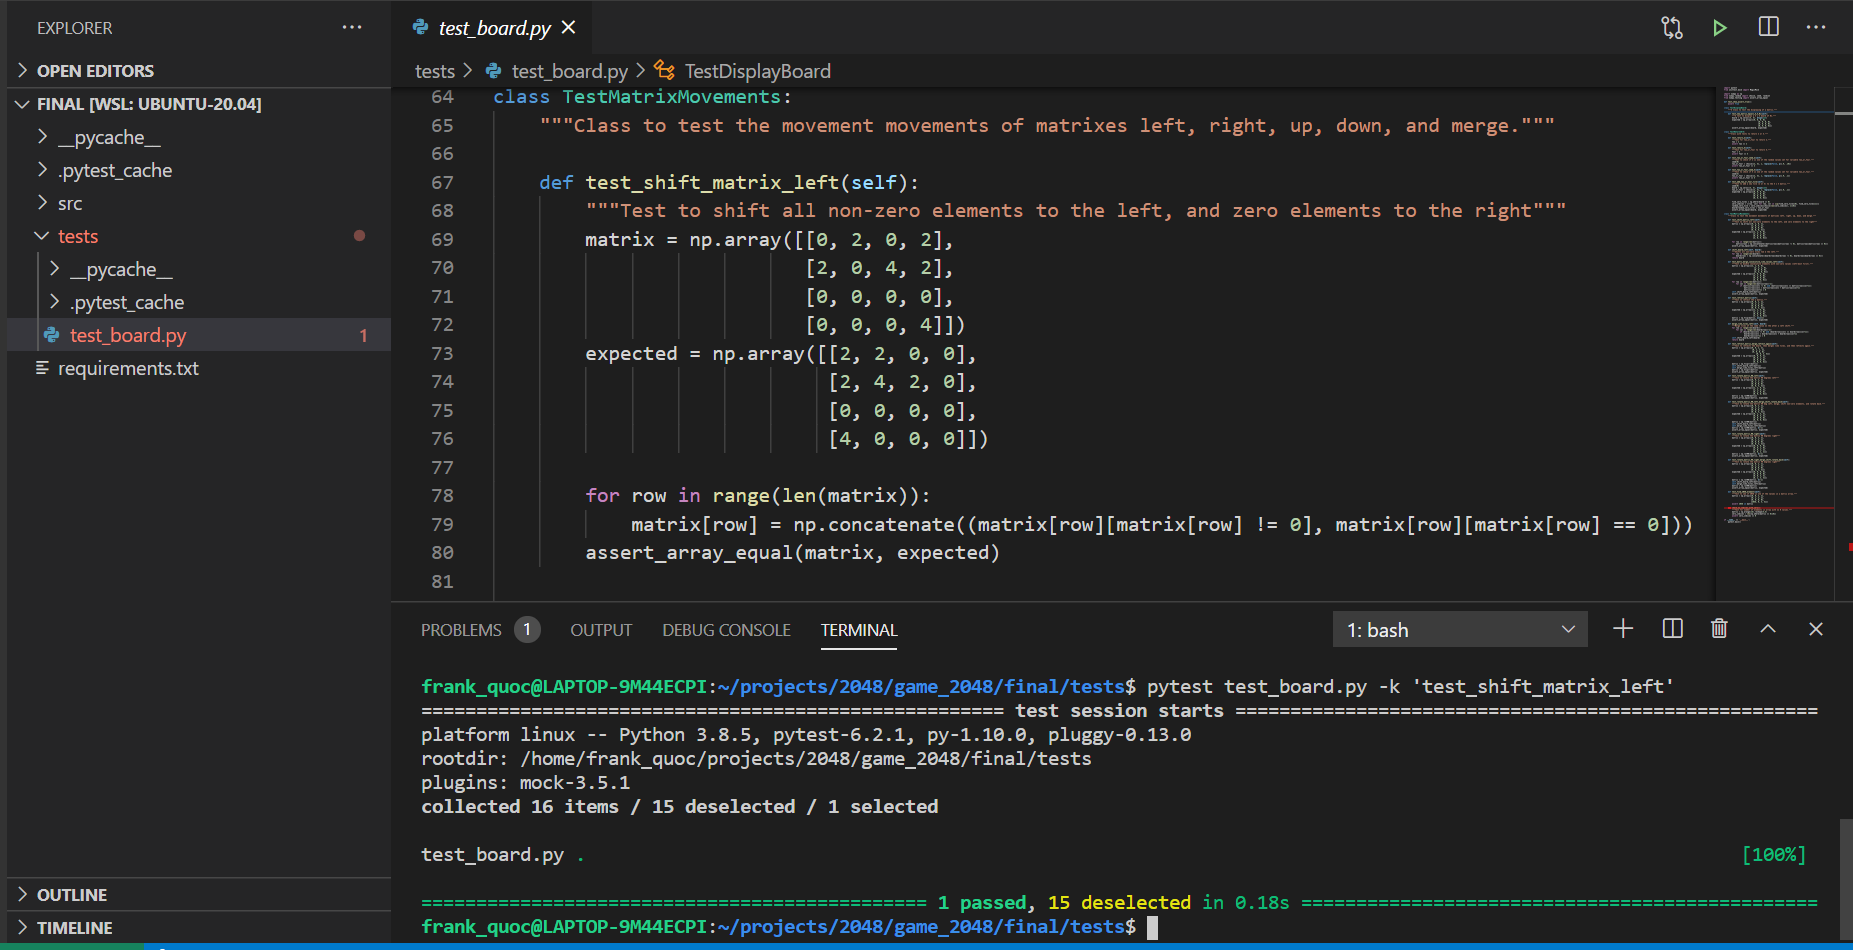 EXPLORER
OPEN EDITORS
FINAL [WSL: UBUNTU-20.04]
__pycache__
.pytest_cache
src
tests
__pycache__
.pytest_cache
test_board.py 1
requirements.txt
OUTLINE
TIMELINE
test_board.py
tests > test_board.py > TestDisplayBoard
64 class TestMatrixMovements:
65 """Class to test the movement movements of matrixes left, right, up, down, and merge."""
66
67 def test_shift_matrix_left(self):
68 """Test to shift all non-zero elements to the left, and zero elements to the right"""
69 matrix = np.array([[0, 2, 0, 2],
70 [2, 0, 4, 2],
71 [0, 0, 0, 0],
72 [0, 0, 0, 4]])
73 expected = np.array([[2, 2, 0, 0],
74 [2, 4, 2, 0],
75 [0, 0, 0, 0],
76 [4, 0, 0, 0]])
77
78 for row in range(len(matrix)):
79 matrix[row] = np.concatenate((matrix[row][matrix[row] != 0], matrix[row][matrix[row] == 0]))
80 assert_array_equal(matrix, expected)
81
PROBLEMS 1 OUTPUT DEBUG CONSOLE TERMINAL 1: bash
frank_quoc@LAPTOP-9M44ECPI:~/projects/2048/game_2048/final/tests$ pytest test_board.py -k 'test_shift_matrix_left'
===================================================== test session starts =====================================================
platform linux -- Python 3.8.5, pytest-6.2.1, py-1.10.0, pluggy-0.13.0
rootdir: /home/frank_quoc/projects/2048/game_2048/final/tests
plugins: mock-3.5.1
collected 16 items / 15 deselected / 1 selected
test_board.py . [100%]
============================================== 1 passed, 15 deselected in 0.18s ===============================================
frank_quoc@LAPTOP-9M44ECPI:~/projects/2048/game_2048/final/tests$